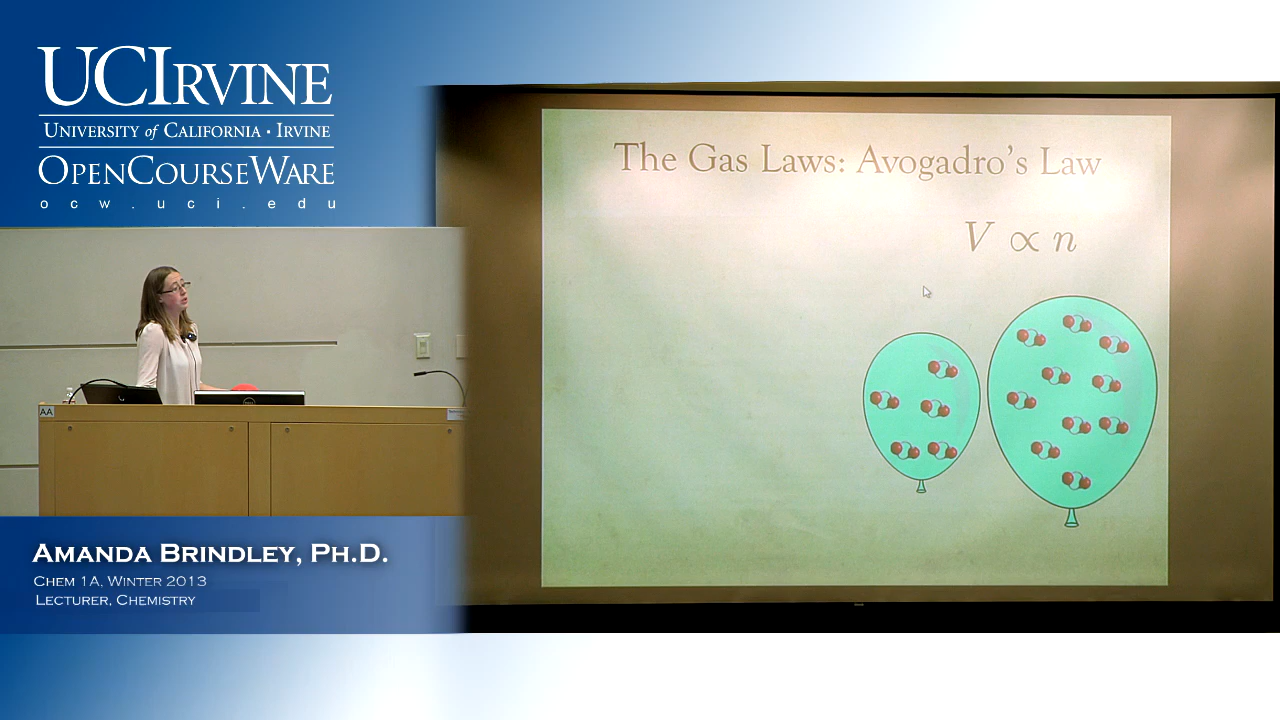 UCIRVINE
UNIVERSITY of CALIFORNIA · IRVINE
OPENCOURSEWARE
ocw.uci.edu
The Gas Laws: Avogadro's Law
V ∝ n
AA
AMANDA BRINDLEY, PH.D.
CHEM 1A, WINTER 2013
LECTURER, CHEMISTRY